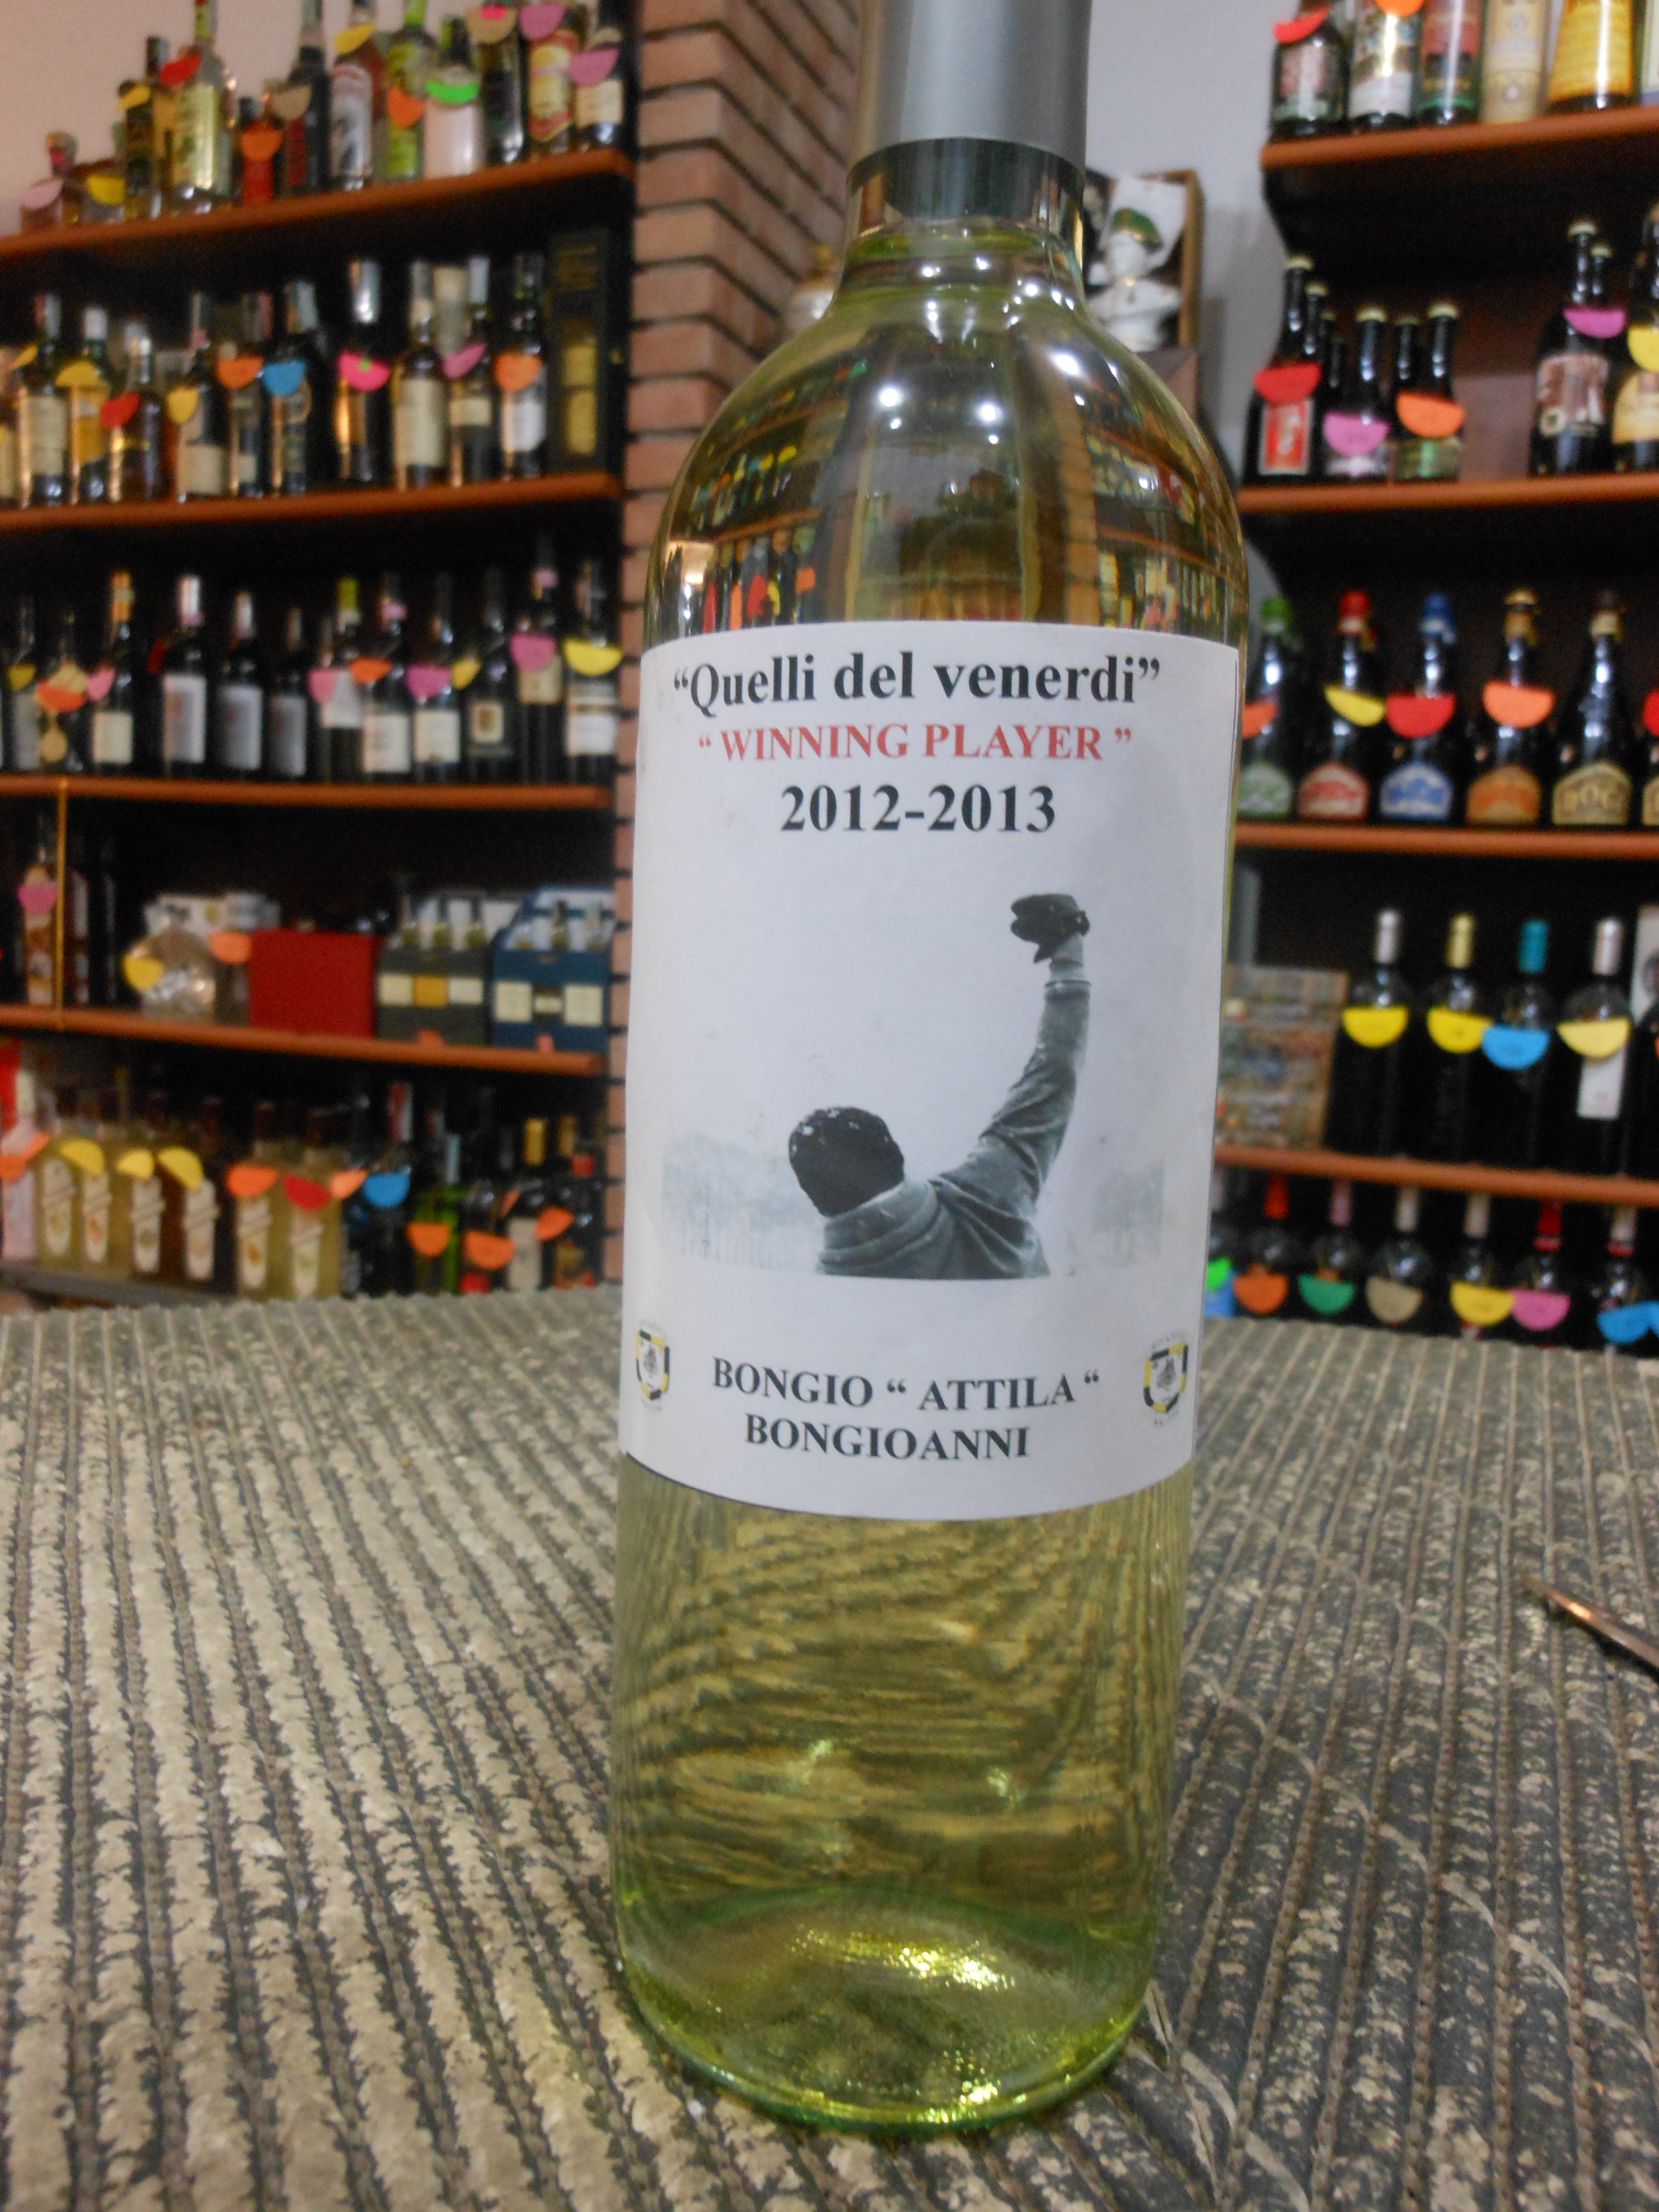 “Quelli del venerdi”
“ WINNING PLAYER ”
2012-2013
BONGIO “ ATTILA “
BONGIOANNI